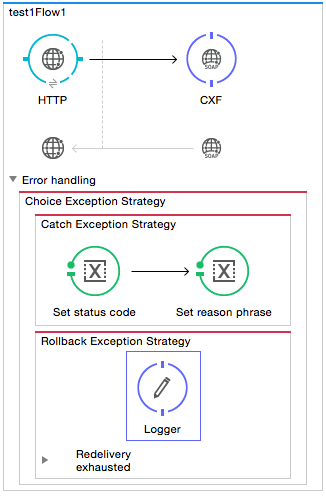 test1Flow1
SOAP
HTTP
CXF
SOAP
Error handling
Choice Exception Strategy
Catch Exception Strategy
X
X
Set status code
Set reason phrase
Rollback Exception Strategy
Logger
Redelivery
exhausted